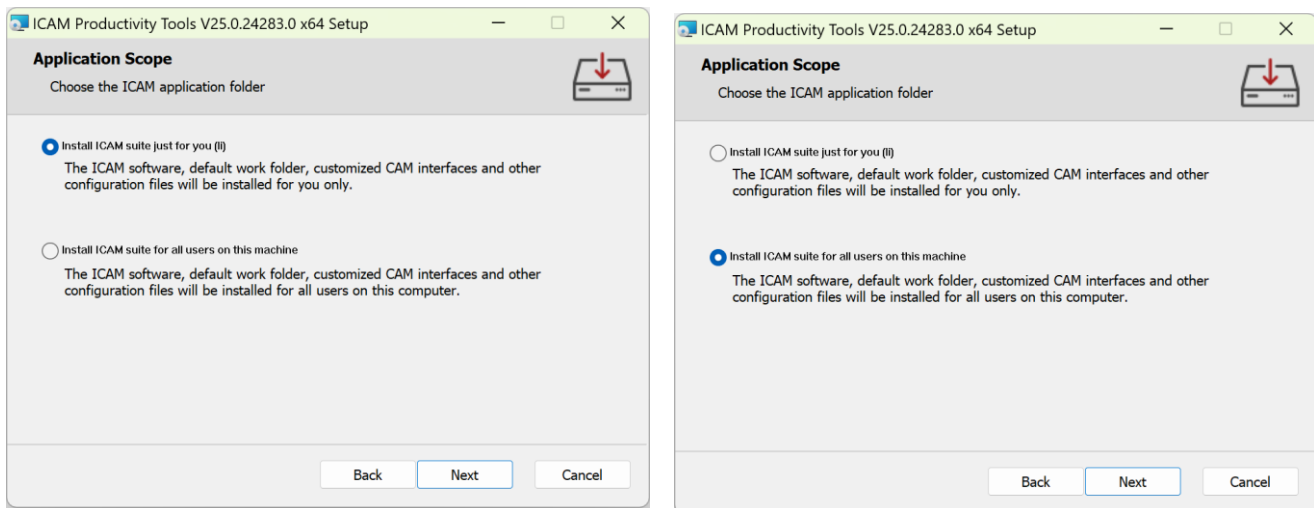 ICAM Productivity Tools V25.0.24283.0 x64 Setup
Application Scope
Choose the ICAM application folder
Install ICAM suite just for you (li)
The ICAM software, default work folder, customized CAM interfaces and other
configuration files will be installed for you only.
Install ICAM suite for all users on this machine
The ICAM software, default work folder, customized CAM interfaces and other
configuration files will be installed for all users on this computer.
Back
Next
Cancel
ICAM Productivity Tools V25.0.24283.0 x64 Setup
Application Scope
Choose the ICAM application folder
Install ICAM suite just for you (li)
The ICAM software, default work folder, customized CAM interfaces and other
configuration files will be installed for you only.
Install ICAM suite for all users on this machine
The ICAM software, default work folder, customized CAM interfaces and other
configuration files will be installed for all users on this computer.
Back
Next
Cancel